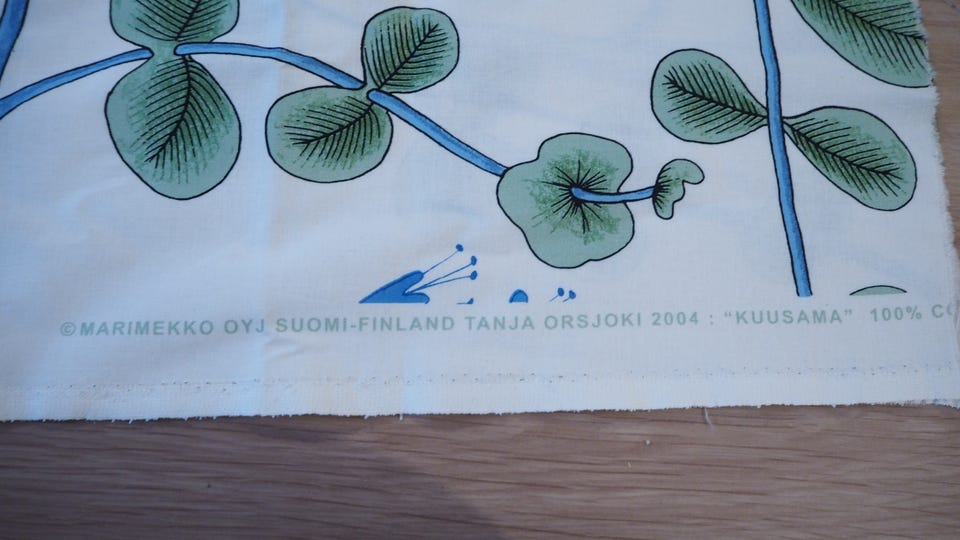 ©MARIMEKKO OYJ SUOMI-FINLAND TANJA ORSJOKI 2004 : “KUUSAMA” 100%